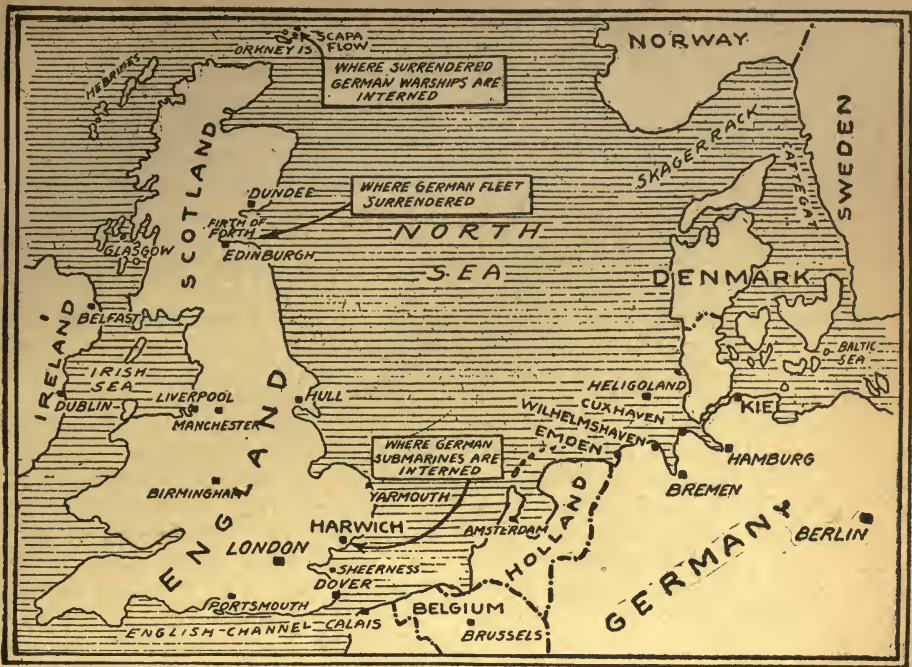 SCAPA
FLOW
ORKNEY IS
WHERE SURRENDERED
GERMAN WARSHIPS ARE
INTERNED
NORWAY
HEBRIDES
SWEDEN
SKAGERRACK
CATTEGAT
SCOTLAND
DUNDEE
WHERE GERMAN FLEET
SURRENDERED
FIRTH OF
FORTH
GLASGOW
EDINBURGH
NORTH
SEA
DENMARK
IRELAND
BELFAST
IRISH
SEA
DUBLIN
LIVERPOOL
MANCHESTER
HULL
BALTIC
SEA
HELIGOLAND
CUXHAVEN
WILHELMSHAVEN
EMDEN
KIEL
HAMBURG
BREMEN
WHERE GERMAN
SUBMARINES ARE
INTERNED
ENGLAND
BIRMINGHAM
YARMOUTH
HARWICH
AMSTERDAM
HOLLAND
GERMANY
BERLIN
LONDON
SHEERNESS
DOVER
PORTSMOUTH
ENGLISH-CHANNEL
CALAIS
BELGIUM
BRUSSELS